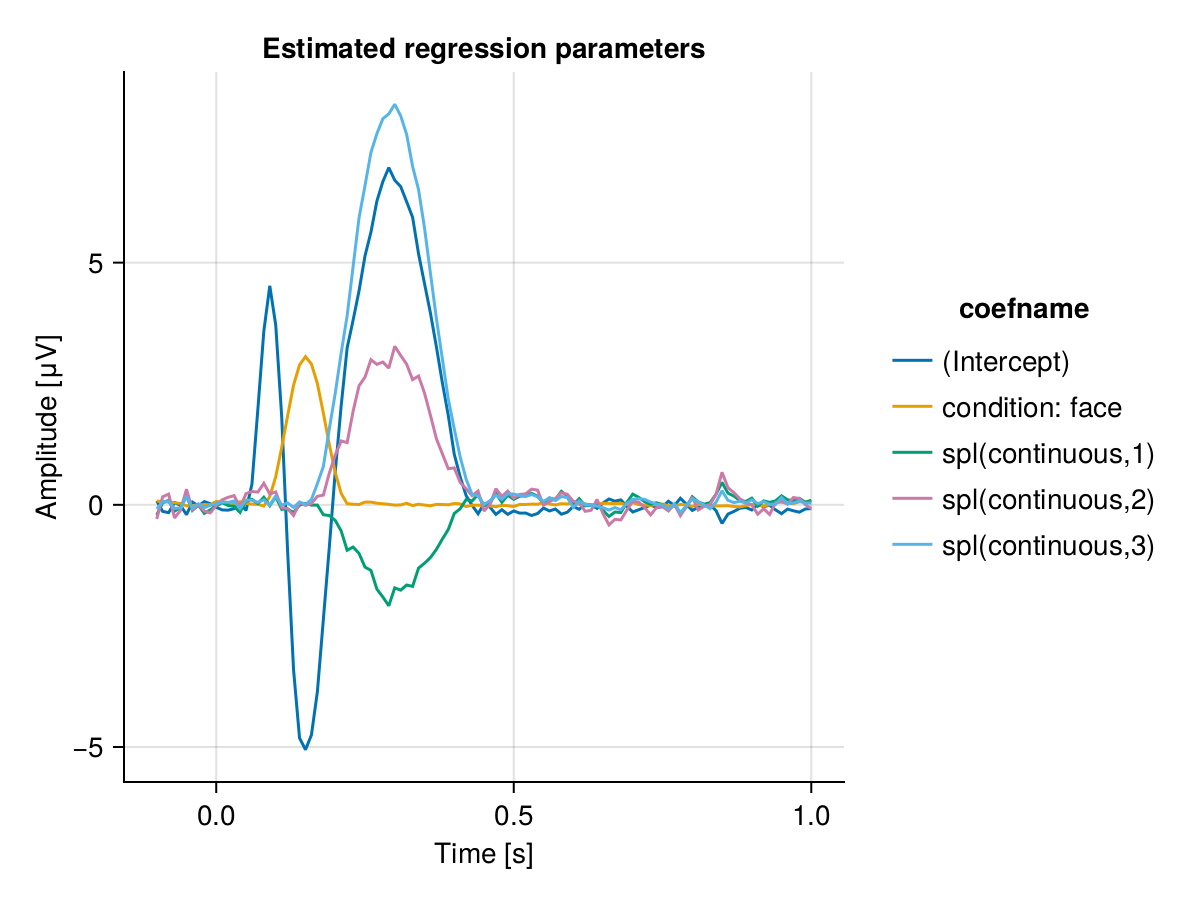 Estimated regression parameters
5
0
−5
Amplitude [µV]
0.0
0.5
1.0
Time [s]
coefname
(Intercept)
condition: face
spl(continuous,1)
spl(continuous,2)
spl(continuous,3)